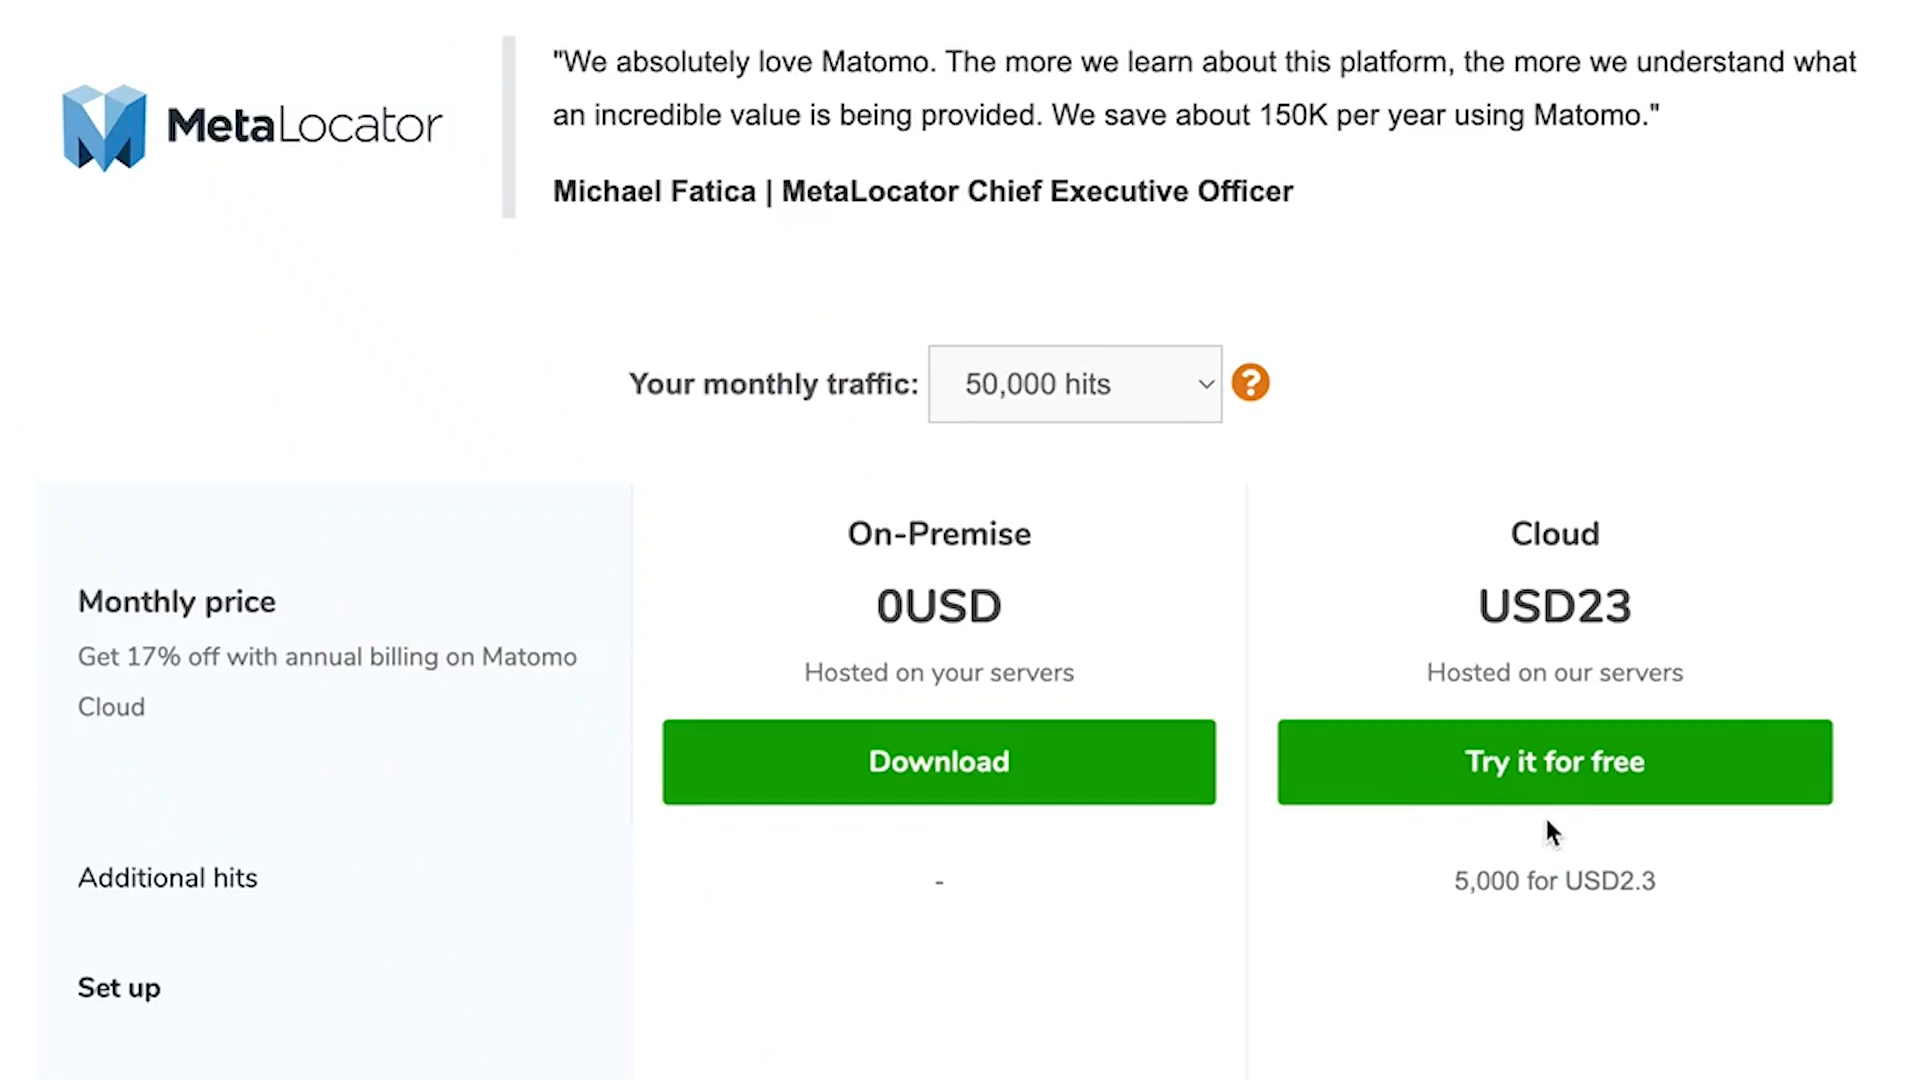 MetaLocator
"We absolutely love Matomo. The more we learn about this platform, the more we understand what
an incredible value is being provided. We save about 150K per year using Matomo."
Michael Fatica | MetaLocator Chief Executive Officer
Your monthly traffic: 50,000 hits ?
On-Premise
Cloud
Monthly price
0USD
USD23
Get 17% off with annual billing on Matomo
Cloud
Hosted on your servers
Hosted on our servers
Download
Try it for free
Additional hits
-
5,000 for USD2.3
Set up